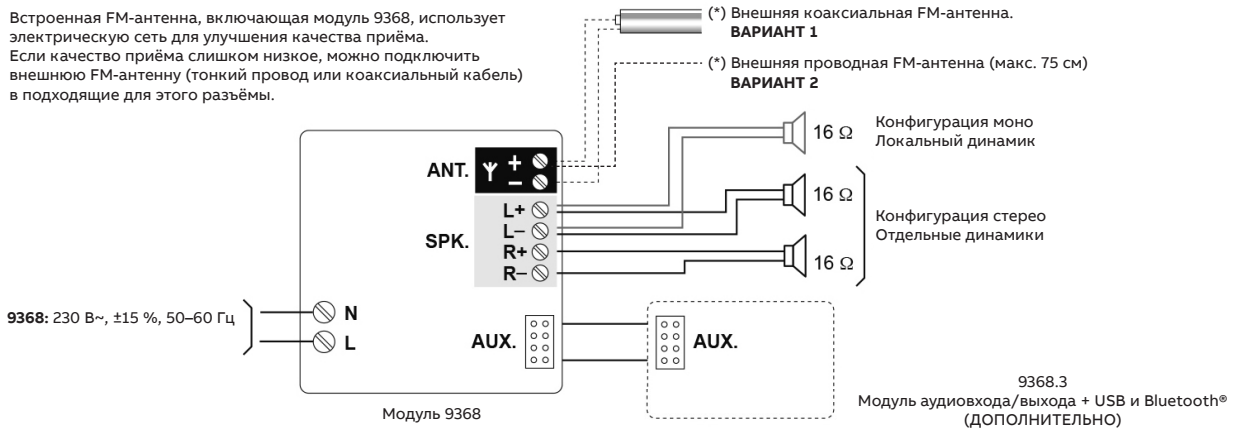 Встроенная FM-антенна, включающая модуль 9368, использует
электрическую сеть для улучшения качества приёма.
Если качество приёма слишком низкое, можно подключить
внешнюю FM-антенну (тонкий провод или коаксиальный кабель)
в подходящие для этого разъёмы.
(*) Внешняя коаксиальная FM-антенна.
ВАРИАНТ 1
(*) Внешняя проводная FM-антенна (макс. 75 см)
ВАРИАНТ 2
16 Ω
Конфигурация моно
Локальный динамик
ANT.
+
−
16 Ω
L+
L−
R+
R−
SPK.
Конфигурация стерео
Отдельные динамики
16 Ω
9368: 230 В~, ±15 %, 50–60 Гц
N
L
AUX.
AUX.
Модуль 9368
9368.3
Модуль аудиовхода/выхода + USB и Bluetooth®
(ДОПОЛНИТЕЛЬНО)